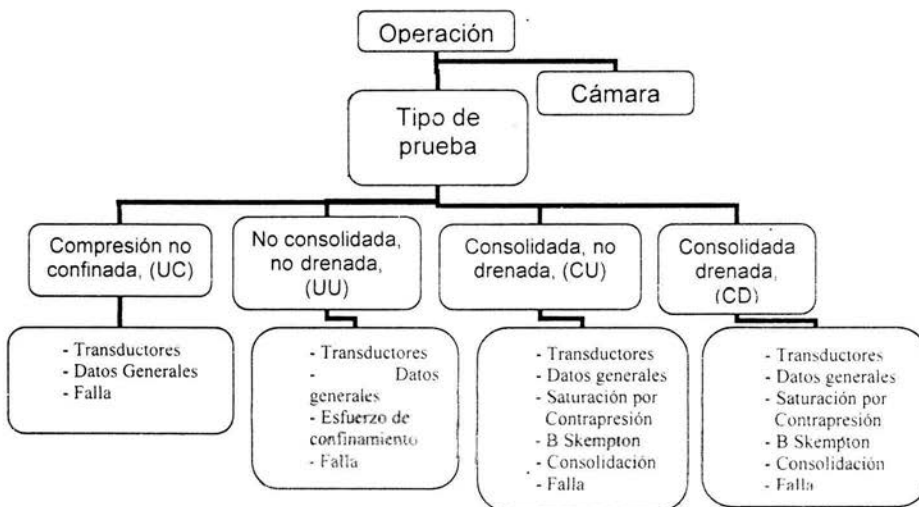 Operación
Cámara
Tipo de
prueba
Compresión no
confinada, (UC)
No consolidada,
no drenada,
(UU)
Consolidada, no
drenada, (CU)
Consolidada
drenada,
(CD)
- Transductores
- Datos Generales
- Falla
- Transductores
- Datos
generales
- Esfuerzo de
confinamiento
- Falla
- Transductores
- Datos generales
- Saturación por
Contrapresión
- B Skempton
- Consolidación
- Falla
- Transductores
- Datos generales
- Saturación por
Contrapresión
- B Skempton
- Consolidación
- Falla